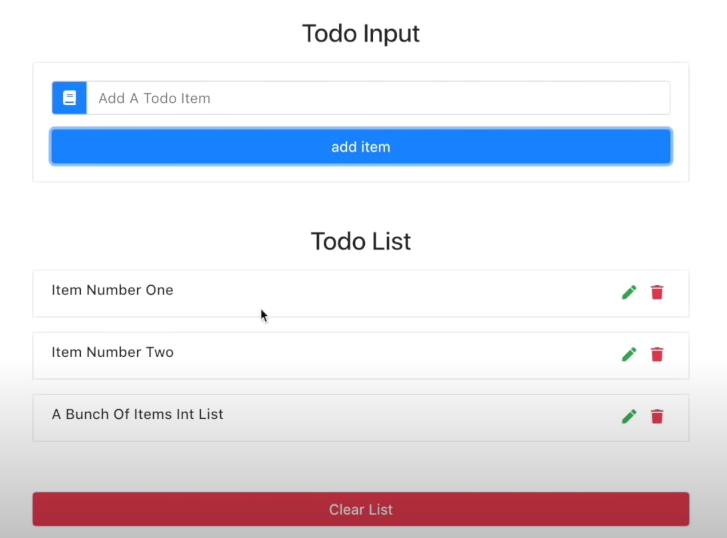 Todo Input
Add A Todo Item
add item
Todo List
Item Number One
Item Number Two
A Bunch Of Items Int List
Clear List